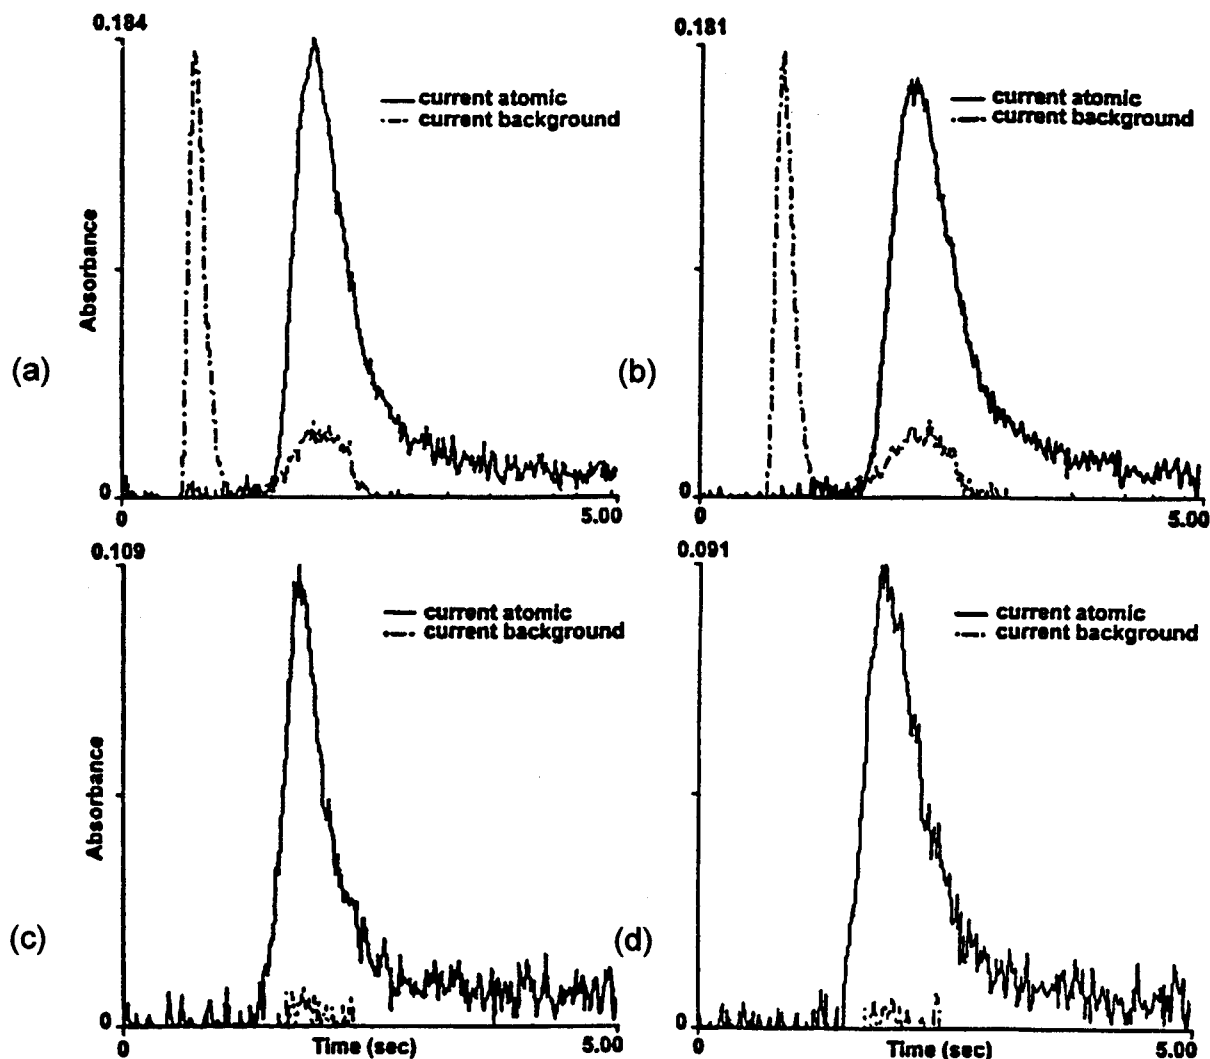 0.184
current atomic
current background
Absorbance
(a)
0
0
5.00
0.181
current atomic
current background
(b)
0
0
5.00
0.109
current atomic
current background
Absorbance
(c)
0
0
Time (sec)
5.00
0.091
current atomic
current background
(d)
0
0
Time (sec)
5.00